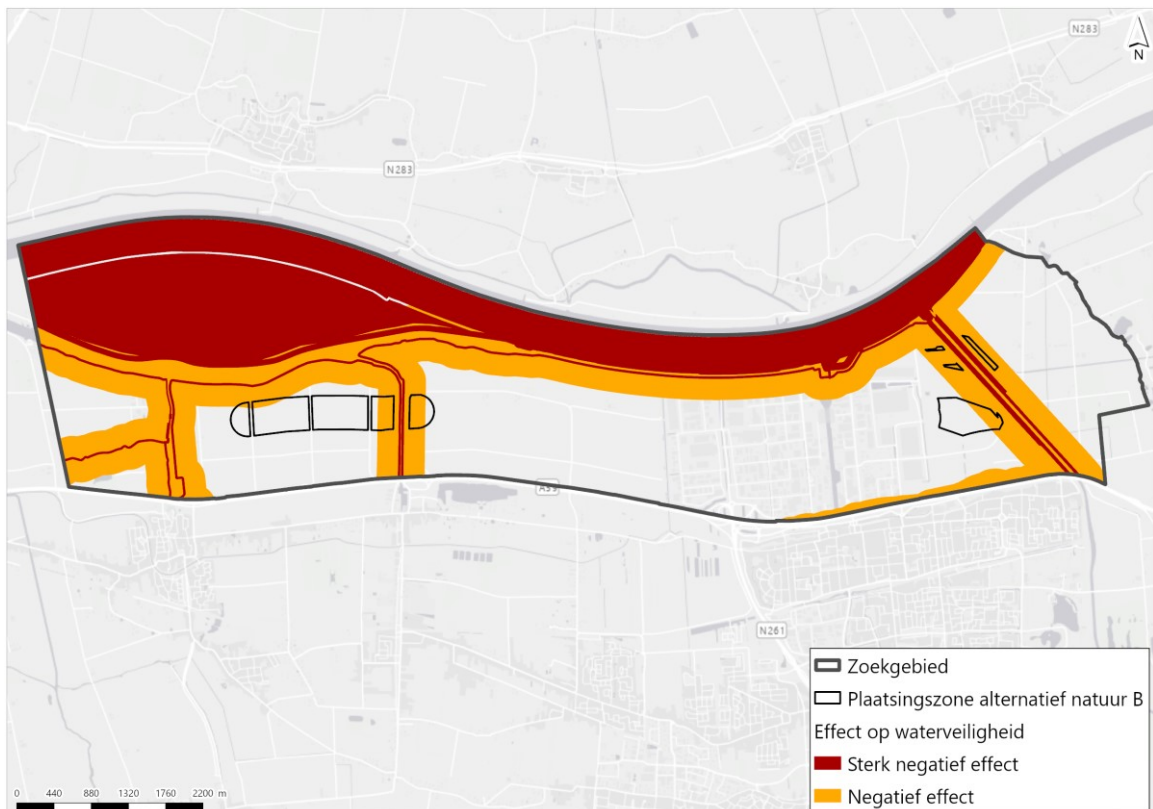 N283
N
N283
A59
N261
Zoekgebied
Plaatsingszone alternatief natuur B
Effect op waterveiligheid
Sterk negatief effect
Negatief effect
0 440 880 1320 1760 2200 m